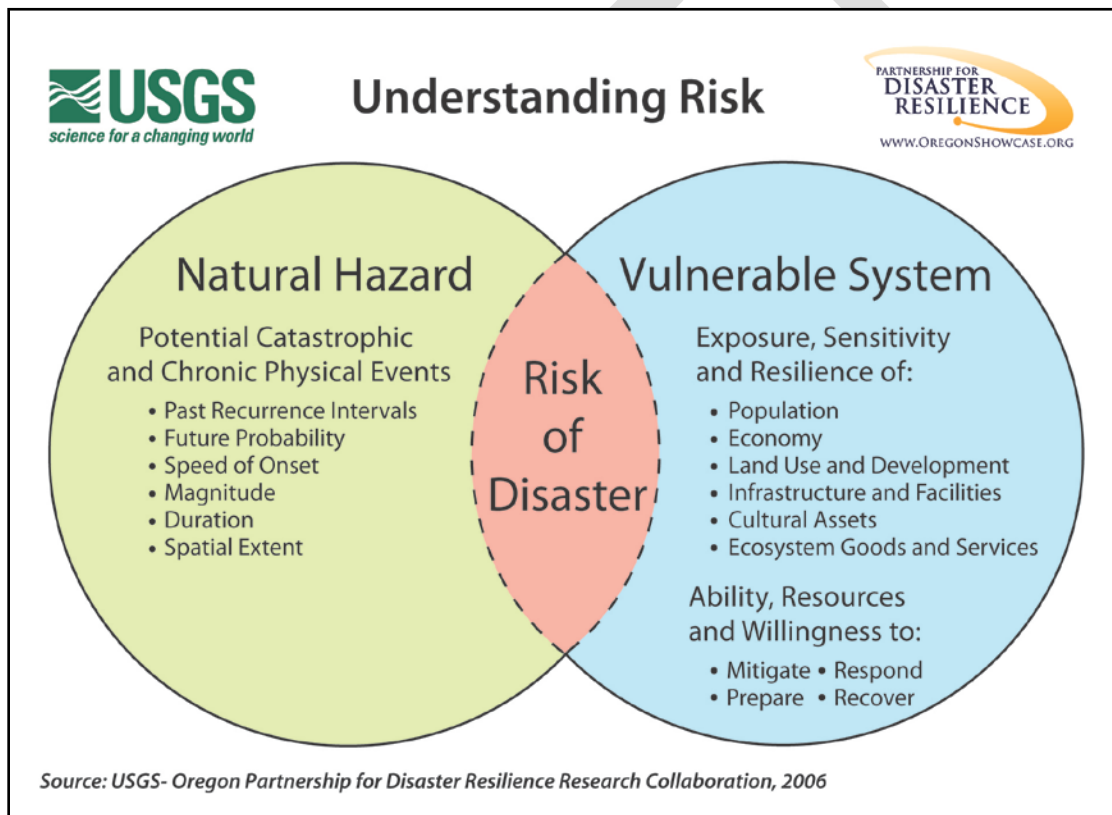 USGS
science for a changing world
Understanding Risk
PARTNERSHIP FOR
DISASTER
RESILIENCE
WWW.OREGONSHOWCASE.ORG
Natural Hazard
Potential Catastrophic
and Chronic Physical Events
• Past Recurrence Intervals
• Future Probability
• Speed of Onset
• Magnitude
• Duration
• Spatial Extent
Risk
of
Disaster
Vulnerable System
Exposure, Sensitivity
and Resilience of:
• Population
• Economy
• Land Use and Development
• Infrastructure and Facilities
• Cultural Assets
• Ecosystem Goods and Services
Ability, Resources
and Willingness to:
• Mitigate • Respond
• Prepare • Recover
Source: USGS- Oregon Partnership for Disaster Resilience Research Collaboration, 2006